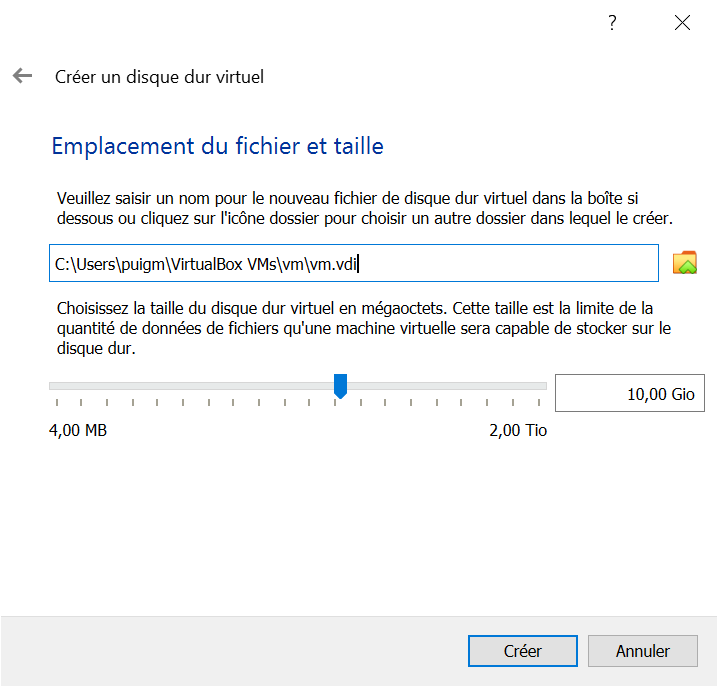 ?
Créer un disque dur virtuel
Emplacement du fichier et taille
Veuillez saisir un nom pour le nouveau fichier de disque dur virtuel dans la boîte si
dessous ou cliquez sur l'icône dossier pour choisir un autre dossier dans lequel le créer.
C:\Users\puigm\VirtualBox VMs\vm\vm.vdi
Choisissez la taille du disque dur virtuel en mégaoctets. Cette taille est la limite de la
quantité de données de fichiers qu'une machine virtuelle sera capable de stocker sur le
disque dur.
10,00 Gio
4,00 MB
2,00 Tio
Créer
Annuler